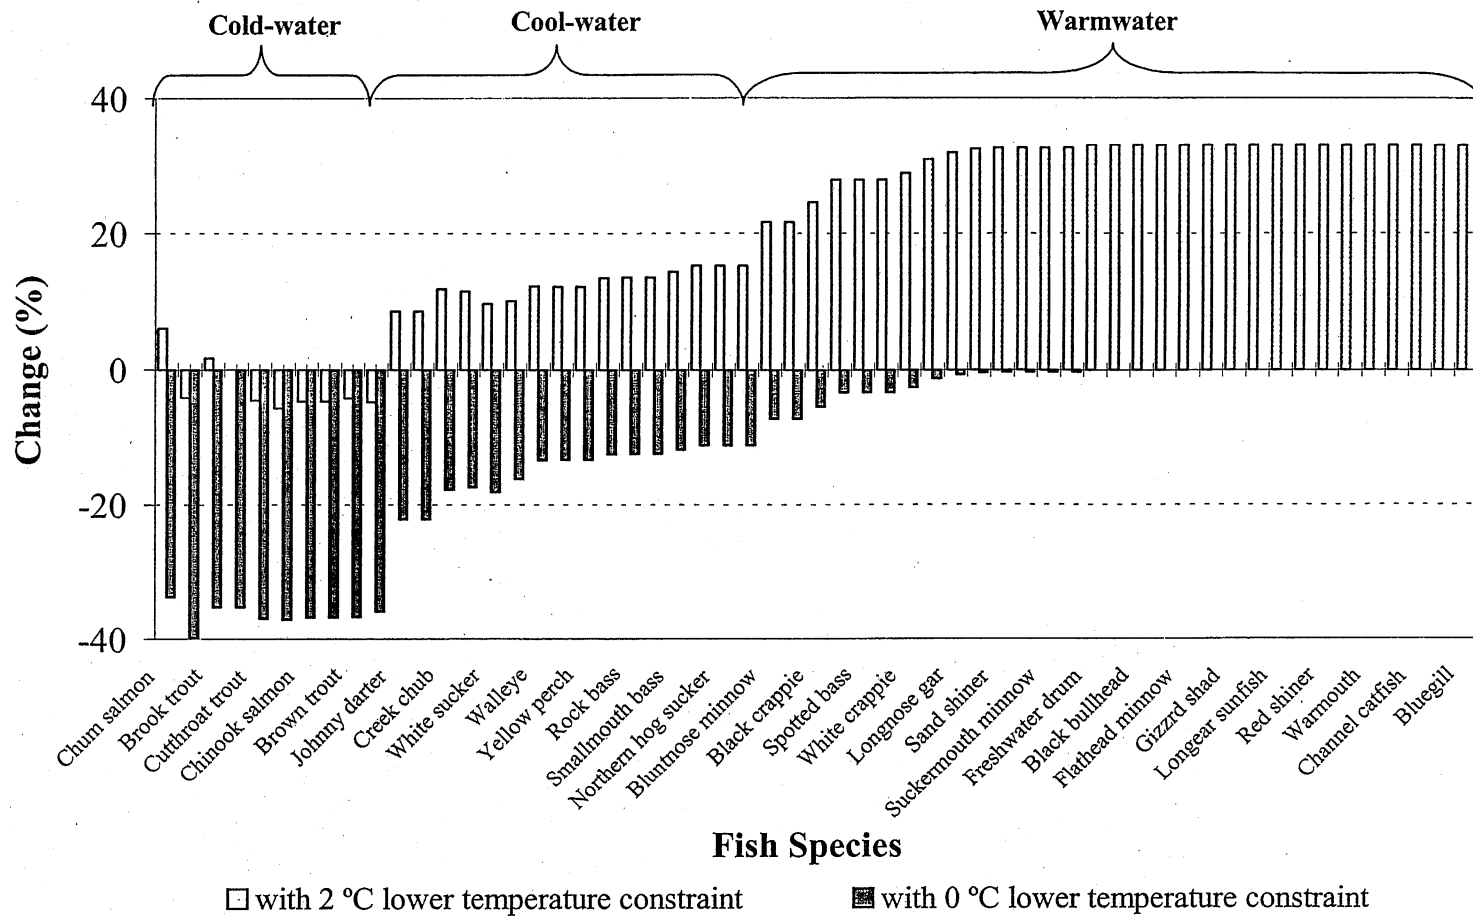 Cold-water
Cool-water
Warmwater
40
20
0
-20
-40
Change (%)
Chum salmon
Brook trout
Cutthroat trout
Chinook salmon
Brown trout
Johnny darter
Creek chub
White sucker
Walleye
Yellow perch
Rock bass
Smallmouth bass
Northern hog sucker
Bluntnose minnow
Black crappie
Spotted bass
White crappie
Longnose gar
Sand shiner
Suckermouth minnow
Freshwater drum
Black bullhead
Flathead minnow
Gizzrd shad
Longear sunfish
Red shiner
Warmouth
Channel catfish
Bluegill
Fish Species
with 2 ºC lower temperature constraint
with 0 ºC lower temperature constraint